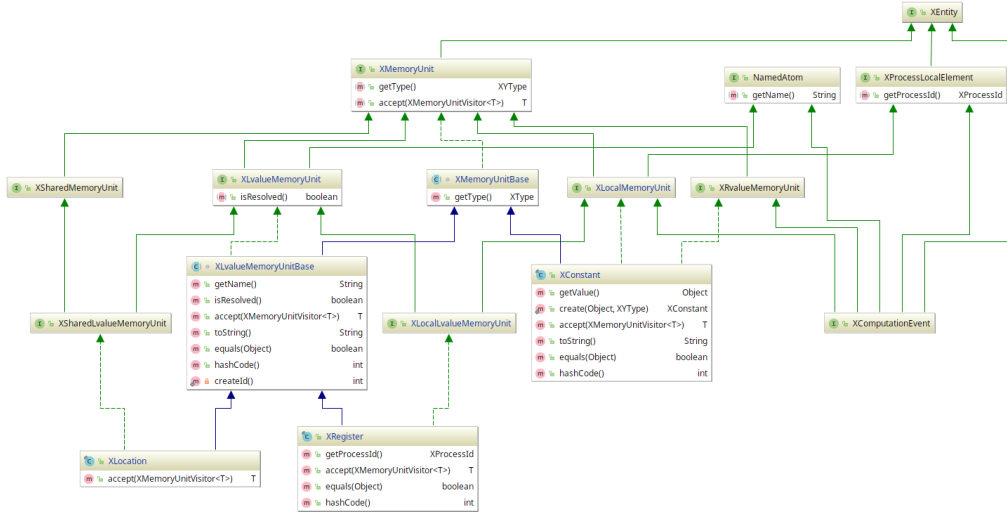 XEntity
XMemoryUnit
getType() XYType
accept(XMemoryUnitVisitor<T>) T
NamedAtom
getName() String
XProcessLocalElement
getProcessId() XProcessId
XSharedMemoryUnit
XLvalueMemoryUnit
isResolved() boolean
XMemoryUnitBase
getType() XType
XLocalMemoryUnit
XRvalueMemoryUnit
XLvalueMemoryUnitBase
getName() String
isResolved() boolean
accept(XMemoryUnitVisitor<T>) T
toString() String
equals(Object) boolean
hashCode() int
createId() int
XConstant
getValue() Object
create(Object, XYType) XConstant
accept(XMemoryUnitVisitor<T>) T
toString() String
equals(Object) boolean
hashCode() int
XSharedLvalueMemoryUnit
XLocalLvalueMemoryUnit
XComputationEvent
XLocation
accept(XMemoryUnitVisitor<T>) T
XRegister
getProcessId() XProcessId
accept(XMemoryUnitVisitor<T>) T
equals(Object) boolean
hashCode() int